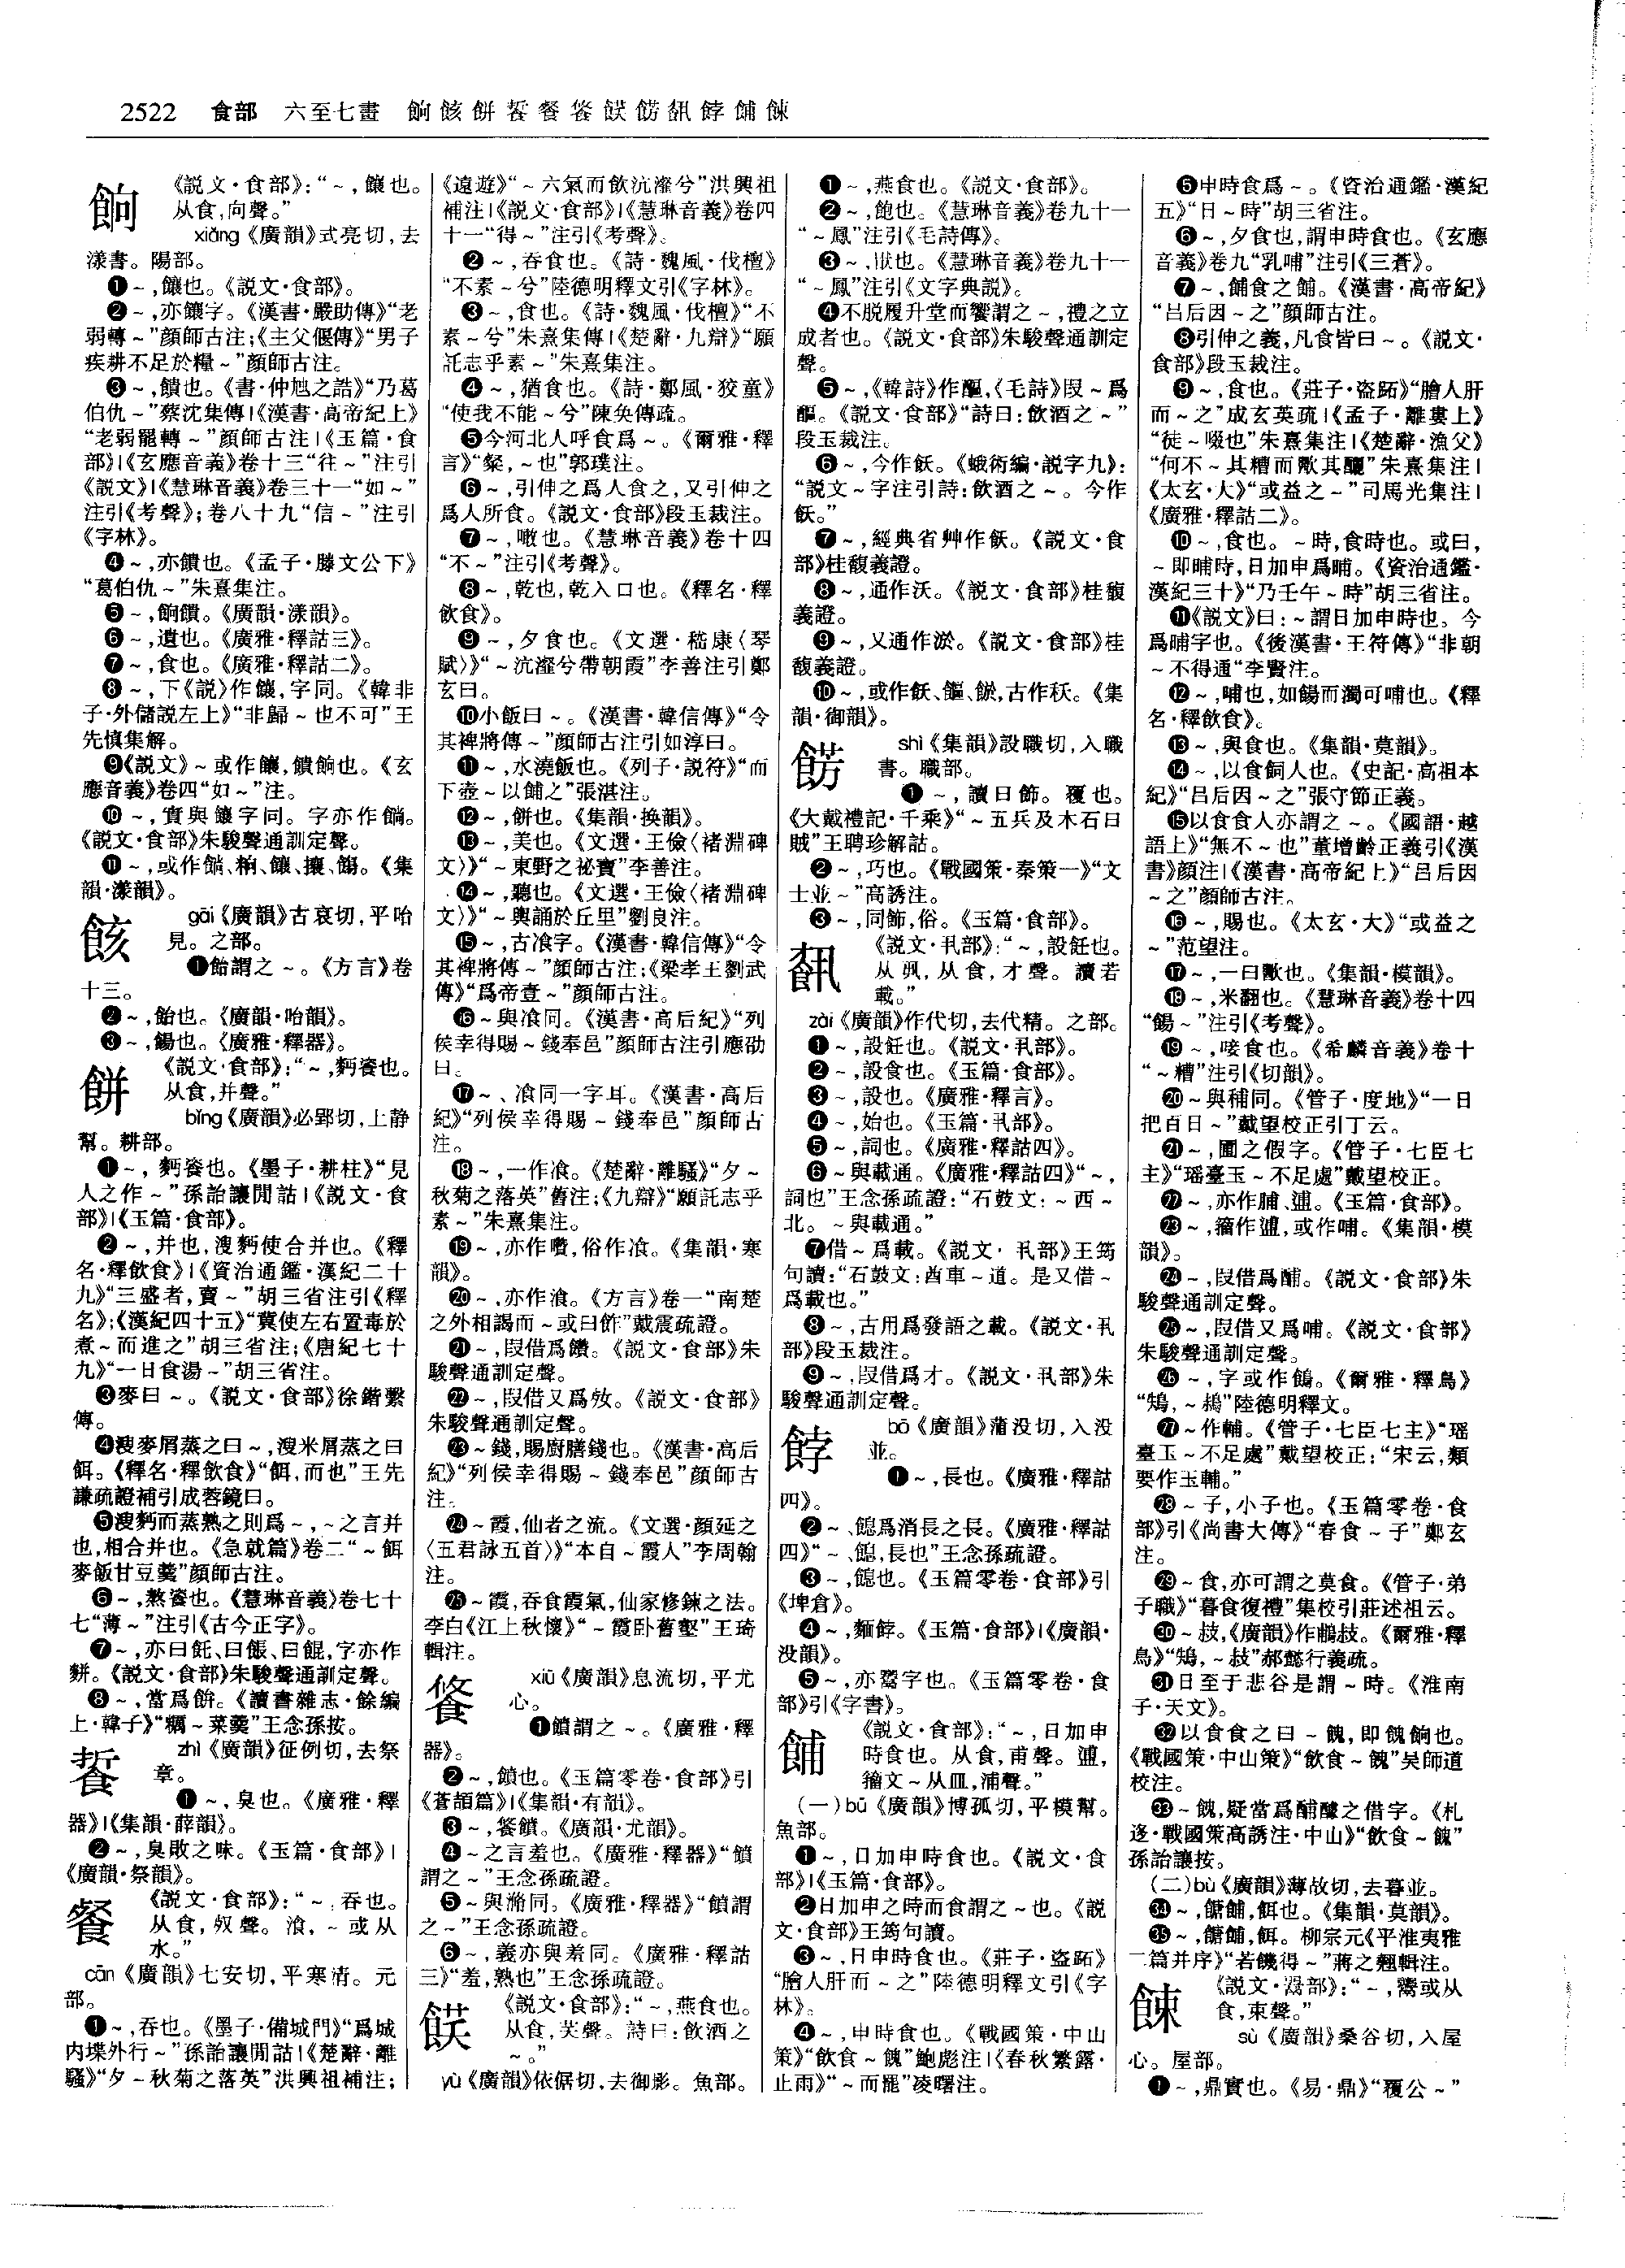 2522 食部 六至七畫 餉餩餅䭁餐䬽䬼飾䬤餑餔餗
餉
《説文·食部》：“～，饟也。
从食，向聲。”
xiǎng《廣韻》式亮切，去
漾書。陽部。
❶～，饟也。《説文·食部》。
❷～，亦饟字。《漢書·嚴助傳》“老
弱轉～”顔師古注；《主父偃傳》“男子
疾耕不足於糧～”顔師古注。
❸～，饋也。《書·仲虺之誥》“乃葛
伯仇～”蔡沈集傳｜《漢書·高帝紀上》
“老弱罷轉～”顔師古注｜《玉篇·食
部》｜《玄應音義》卷十三“往～”注引
《説文》｜《慧琳音義》卷三十一“如～”
注引《考聲》；卷八十九“信～”注引
《字林》。
❹～，亦饋也。《孟子·滕文公下》
“葛伯仇～”朱熹集注。
❺～，餉饋。《廣韻·漾韻》。
❻～，遺也。《廣雅·釋詁三》。
❼～，食也。《廣雅·釋詁二》。
❽～，下《説》作饟，字同。《韓非
子·外儲説左上》“非歸～也不可”王
先慎集解。
❾《説文》～或作饟，饋餉也。《玄
應音義》卷四“如～”注。
❿～，實與饟字同。字亦作餯。
《説文·食部》朱駿聲通訓定聲。
⓫～，或作饟、攘。《集
韻·漾韻》。
gāi《廣韻》古哀切，平咍
見。之部。
❶飴謂之～。《方言》卷
十三。
❷～，飴也。《廣韻·咍韻》。
❸～，餳也。《廣雅·釋器》。
餅
《説文·食部》：“～，麪餈也。
从食，并聲。”
bǐng《廣韻》必郢切，上静
幫。耕部。
❶～，麪餈也。《墨子·耕柱》“見
人之作～”孫詒讓閒詁｜《説文·食
部》｜《玉篇·食部》。
❷～，并也，溲麪使合并也。《釋
名·釋飲食》｜《資治通鑑·漢紀二十
九》“三盛者，賣～”胡三省注引《釋
名》；《漢紀四十五》“冀使左右置毒於
煮～而進之”胡三省注；《唐紀七十
九》“一日食湯～”胡三省注。
❸麥曰～。《説文·食部》徐鍇繫
傳。
❹溲麥屑蒸之曰～，溲米屑蒸之曰
餌。《釋名·釋飲食》“餌，而也”王先
謙疏證補引成蓉鏡曰。
❺溲麪而蒸熟之則爲～，～之言并
也，相合并也。《急就篇》卷二“～餌
麥飯甘豆羹”顔師古注。
❻～，熬餈也。《慧琳音義》卷七十
七“薄～”注引《古今正字》。
❼～，亦曰飥、曰餦、曰餛，字亦作
䴵。《説文·食部》朱駿聲通訓定聲。
❽～，當爲䬳。《讀書雜志·餘編
上·韓子》“糲～菜羹”王念孫按。
zhì《廣韻》征例切，去祭
章。
❶～，臭也。《廣雅·釋
器》｜《集韻·薛韻》。
❷～，臭敗之味。《玉篇·食部》｜
《廣韻·祭韻》。
餐
《説文·食部》：“～，吞也。
从食，㕡聲。湌，～或从
水。”
cān《廣韻》七安切，平寒清。元
部。
❶～，吞也。《墨子·備城門》“爲城
内堞外行～”孫詒讓閒詁｜《楚辭·離
騷》“夕～秋菊之落英”洪興祖補注；
《遠遊》“～六氣而飲沆瀣兮”洪興祖
補注｜《説文·食部》｜《慧琳音義》卷四
十一“得～”注引《考聲》。
❷～，吞食也。《詩·魏風·伐檀》
“不素～兮”陸德明釋文引《字林》。
❸～，食也。《詩·魏風·伐檀》“不
素～兮”朱熹集傳｜《楚辭·九辯》“願
託志乎素～”朱熹集注。
❹～，猶食也。《詩·鄭風·狡童》
“使我不能～兮”陳奂傳疏。
❺今河北人呼食爲～。《爾雅·釋
言》“粲，～也”郭璞注。
❻～，引伸之爲人食之，又引伸之
爲人所食。《説文·食部》段玉裁注。
❼～，噉也。《慧琳音義》卷十四
“不～”注引《考聲》。
❽～，乾也，乾入口也。《釋名·釋
飲食》。
❾～，夕食也。《文選·嵇康〈琴
賦〉》“～沆瀣兮帶朝霞”李善注引鄭
玄曰。
❿小飯曰～。《漢書·韓信傳》“令
其裨將傳～”顔師古注引如淳曰。
⓫～，水澆飯也。《列子·説符》“而
下壺～以餔之”張湛注。
⓬～，餅也。《集韻·換韻》。
⓭～，美也。《文選·王儉〈褚淵碑
文〉》“～東野之祕寶”李善注。
⓮～，聽也。《文選·王儉〈褚淵碑
文〉》“～輿誦於丘里”劉良注。
⓯～，古飡字。《漢書·韓信傳》“令
其裨將傳～”顔師古注；《梁孝王劉武
傳》“爲帝壹～”顔師古注。
⓰～與飡同。《漢書·高后紀》“列
侯幸得賜～錢奉邑”顔師古注引應劭
曰。
⓱～、飡同一字耳。《漢書·高后
紀》“列侯幸得賜～錢奉邑”顔師古
注。
⓲～，一作飡。《楚辭·離騷》“夕～
秋菊之落英”舊注；《九辯》“願託志乎
素～”朱熹集注。
⓳～，亦作囋，俗作飡。《集韻·寒
韻》。
⓴～，亦作湌。《方言》卷一“南楚
之外相謁而～或曰飵”戴震疏證。
㉑～，叚借爲饡。《説文·食部》朱
駿聲通訓定聲。
㉒～，叚借又爲攽。《説文·食部》
朱駿聲通訓定聲。
㉓～錢，賜廚膳錢也。《漢書·高后
紀》“列侯幸得賜～錢奉邑”顔師古
注。
㉔～霞，仙者之流。《文選·顔延之
〈五君詠五首〉》“本自～霞人”李周翰
注。
㉕～霞，吞食霞氣，仙家修鍊之法。
李白《江上秋懷》“～霞卧舊壑”王琦
輯注。
xiū《廣韻》息流切，平尤
心。
❶饙謂之～。《廣雅·釋
器》。
❷～，饙也。《玉篇零卷·食部》引
《蒼頡篇》｜《集韻·有韻》。
❸～，餐饙。《廣韻·尤韻》。
❹～之言羞也。《廣雅·釋器》“饙
謂之～”王念孫疏證。
❺～與滫同。《廣雅·釋器》“饙謂
之～”王念孫疏證。
❻～，義亦與羞同。《廣雅·釋詁
三》“羞，熟也”王念孫疏證。
《説文·食部》：“～，燕食也。
从食，芺聲。詩曰：飲酒之
～。”
yù《廣韻》依倨切，去御影。魚部。
❶～，燕食也。《説文·食部》。
❷～，飽也。《慧琳音義》卷九十一
“～鳳”注引《毛詩傳》。
❸～，猒也。《慧琳音義》卷九十一
“～鳳”注引《文字典説》。
❹不脱履升堂而饗謂之～，禮之立
成者也。《説文·食部》朱駿聲通訓定
聲。
❺～，《韓詩》作醧，《毛詩》叚～爲
醧。《説文·食部》“詩曰：飲酒之～”
段玉裁注。
❻～，今作飫。《蛾術編·説字九》：
“説文～字注引詩：飲酒之～。今作
飫。”
❼～，經典省艸作飫。《説文·食
部》桂馥義證。
❽～，通作沃。《説文·食部》桂馥
義證。
❾～，又通作淤。《説文·食部》桂
馥義證。
❿～，或作飫、饇、䬰，古作䄏。《集
韻·御韻》。
shì《集韻》設職切，入職
書。職部。
❶～，讀曰飾。覆也。
《大戴禮記·千乘》“～五兵及木石曰
賊”王聘珍解詁。
❷～，巧也。《戰國策·秦策一》“文
士並～”高誘注。
❸～，同飾，俗。《玉篇·食部》。
《説文·丮部》：“～，設飪也。
从丮，从食，才聲。讀若
載。”
zài《廣韻》作代切，去代精。之部。
❶～，設飪也。《説文·丮部》。
❷～，設食也。《玉篇·食部》。
❸～，設也。《廣雅·釋言》。
❹～，始也。《玉篇·丮部》。
❺～，詞也。《廣雅·釋詁四》。
❻～與載通。《廣雅·釋詁四》“～，
詞也”王念孫疏證：“石鼓文：～西～
北。～與載通。”
❼借～爲載。《説文·丮部》王筠
句讀：“石鼓文：酋車～道。是又借～
爲載也。”
❽～，古用爲發語之載。《説文·丮
部》段玉裁注。
❾～，叚借爲才。《説文·丮部》朱
駿聲通訓定聲。
餑
bō《廣韻》蒲没切，入没
並。
❶～，長也。《廣雅·釋詁
四》。
❷～、䭀爲消長之長。《廣雅·釋詁
四》“～、䭀，長也”王念孫疏證。
❸～，䭀也。《玉篇零卷·食部》引
《埤倉》。
❹～，麵餑。《玉篇·食部》｜《廣韻·
没韻》。
❺～，亦䴺字也。《玉篇零卷·食
部》引《字書》。
餔
《説文·食部》：“～，日加申
時食也。从食，甫聲。𥂈，
籀文～从皿，浦聲。”
（一）bū《廣韻》博孤切，平模幫。
魚部。
❶～，日加申時食也。《説文·食
部》｜《玉篇·食部》。
❷日加申之時而食謂之～也。《説
文·食部》王筠句讀。
❸～，日申時食也。《莊子·盜跖》
“膾人肝而～之”陸德明釋文引《字
林》。
❹～，申時食也。《戰國策·中山
策》“飲食～餽”鮑彪注｜《春秋繁露·
止雨》“～而罷”凌曙注。
❺申時食爲～。《資治通鑑·漢紀
五》“日～時”胡三省注。
❻～，夕食也，謂申時食也。《玄應
音義》卷九“乳哺”注引《三蒼》。
❼～，餔食之餔。《漢書·高帝紀》
“吕后因～之”顔師古注。
❽引伸之義，凡食皆曰～。《説文·
食部》段玉裁注。
❾～，食也。《莊子·盜跖》“膾人肝
而～之”成玄英疏｜《孟子·離婁上》
“徒～啜也”朱熹集注｜《楚辭·漁父》
“何不～其糟而歠其釃”朱熹集注｜
《太玄·大》“或益之～”司馬光集注｜
《廣雅·釋詁二》。
❿～，食也。～時，食時也。或曰，
～即晡時，日加申爲晡。《資治通鑑·
漢紀三十》“乃壬午～時”胡三省注。
⓫《説文》曰：～謂日加申時也。今
爲晡字也。《後漢書·王符傳》“非朝
～不得通“李賢注。
⓬～，哺也，如餳而濁可哺也。《釋
名·釋飲食》。
⓭～，與食也。《集韻·莫韻》。
⓮～，以食飼人也。《史記·高祖本
紀》“吕后因～之”張守節正義。
⓯以食食人亦謂之～。《國語·越
語上》“無不～也”董增齡正義引《漢
書》顔注｜《漢書·高帝紀上》“吕后因
～之”顔師古注。
⓰～，賜也。《太玄·大》“或益之
～”范望注。
⓱～，一曰歠也。《集韻·模韻》。
⓲～，米翻也。《慧琳音義》卷十四
“餳～”注引《考聲》。
⓳～，唼食也。《希麟音義》卷十
“～糟”注引《切韻》。
⓴～與秿同。《管子·度地》“一日
把百日～”戴望校正引丁云。
㉑～，圃之假字。《管子·七臣七
主》“瑶臺玉～不足處”戴望校正。
㉒～，亦作脯、𥂈。《玉篇·食部》。
㉓～，籀作𥂈，或作哺。《集韻·模
韻》。
㉔～，叚借爲酺。《説文·食部》朱
駿聲通訓定聲。
㉕～，叚借又爲哺。《説文·食部》
朱駿聲通訓定聲。
㉖～，字或作鵏。《爾雅·釋鳥》
“鴩，～䳏”陸德明釋文。
㉗～作輔。《管子·七臣七主》“瑶
臺玉～不足處”戴望校正：“宋云，類
要作玉輔。”
㉘～子，小子也。《玉篇零卷·食
部》引《尚書大傳》“春食～子”鄭玄
注。
㉙～食，亦可謂之莫食。《管子·弟
子職》“暮食復禮”集校引莊述祖云。
㉚～䳏，《廣韻》作鵏䳏。《爾雅·釋
鳥》“鴩，～䳏”郝懿行義疏。
㉛日至于悲谷是謂～時。《淮南
子·天文》。
㉜以食食之曰～餽，即餽餉也。
《戰國策·中山策》“飲食～餽”吴師道
校注。
㉝～餽，疑當爲酺醵之借字。《札
迻·戰國策高誘注·中山》“飲食～餽”
孫詒讓按。
（二）bù《廣韻》薄故切，去暮並。
㉞～，餹餔，餌也。《集韻·莫韻》。
㉟～，餹餔，餌。柳宗元《平淮夷雅
二篇并序》“若饑得～”蔣之翹輯注。
餗
《説文·䰜部》：“～，鬻或从
食，束聲。”
sù《廣韻》桑谷切，入屋
心。屋部。
❶～，鼎實也。《易·鼎》“覆公～”